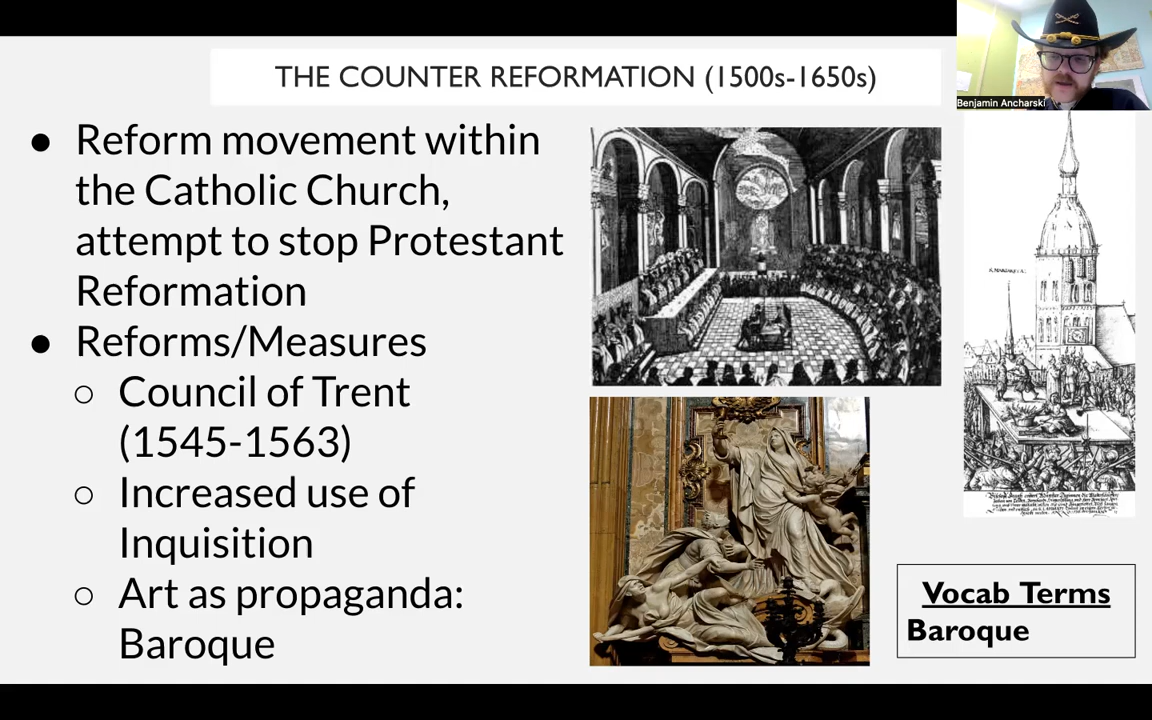 THE COUNTER REFORMATION (1500s-1650s)
Benjamin Ancharski
● Reform movement within
the Catholic Church,
attempt to stop Protestant
Reformation
● Reforms/Measures
○ Council of Trent
(1545-1563)
○ Increased use of
Inquisition
○ Art as propaganda:
Baroque
Vocab Terms
Baroque